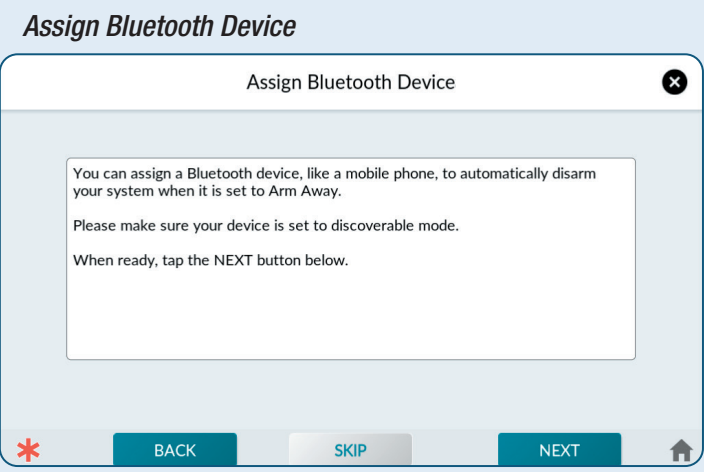 Assign Bluetooth Device
Assign Bluetooth Device
You can assign a Bluetooth device, like a mobile phone, to automatically disarm
your system when it is set to Arm Away.
Please make sure your device is set to discoverable mode.
When ready, tap the NEXT button below.
BACK
SKIP
NEXT